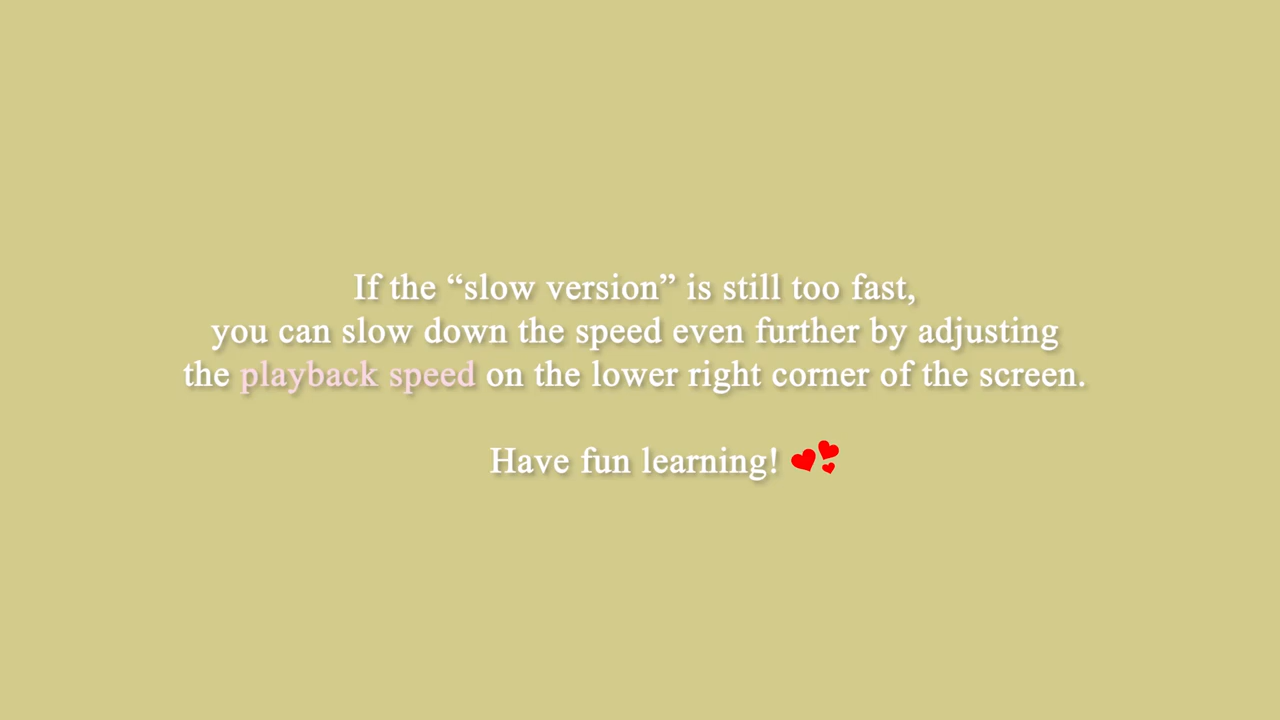 If the “slow version” is still too fast,
you can slow down the speed even further by adjusting
the playback speed on the lower right corner of the screen.
Have fun learning! 💕